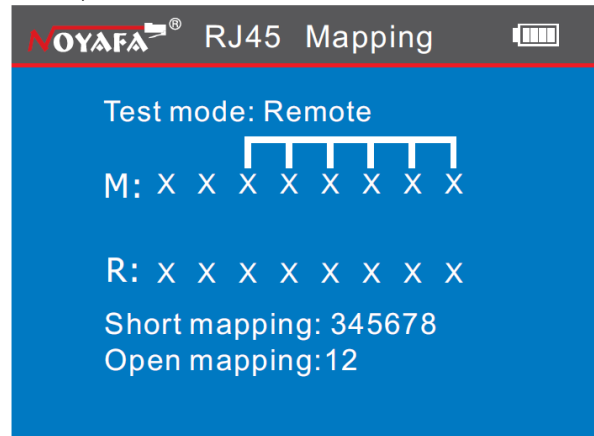 NOYAFA® RJ45 Mapping
Test mode: Remote
M: X X X X X X X X
R: X X X X X X X X
Short mapping: 345678
Open mapping:12